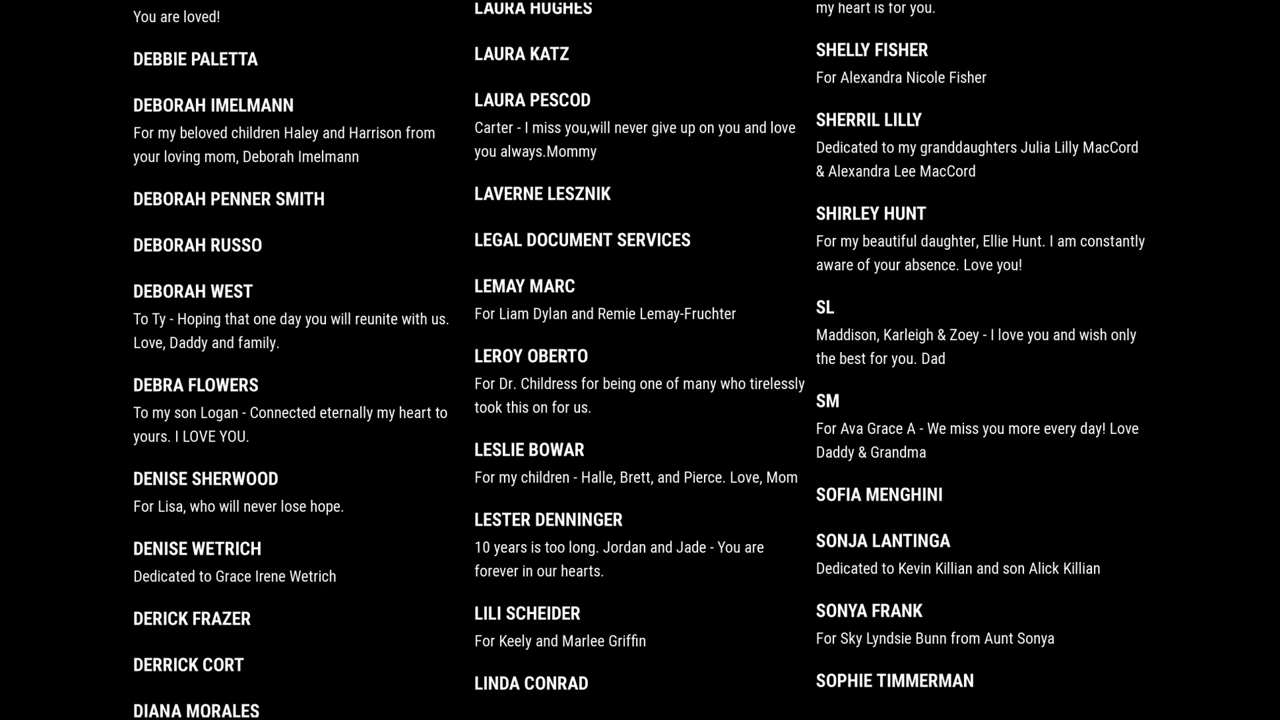 You are loved!
DEBBIE PALETTA
DEBORAH IMELMANN
For my beloved children Haley and Harrison from
your loving mom, Deborah Imelmann
DEBORAH PENNER SMITH
DEBORAH RUSSO
DEBORAH WEST
To Ty - Hoping that one day you will reunite with us.
Love, Daddy and family.
DEBRA FLOWERS
To my son Logan - Connected eternally my heart to
yours. I LOVE YOU.
DENISE SHERWOOD
For Lisa, who will never lose hope.
DENISE WETRICH
Dedicated to Grace Irene Wetrich
DERICK FRAZER
DERRICK CORT
DIANA MORALES
LAURA HUGHES
LAURA KATZ
LAURA PESCOD
Carter - I miss you,will never give up on you and love
you always.Mommy
LAVERNE LESZNIK
LEGAL DOCUMENT SERVICES
LEMAY MARC
For Liam Dylan and Remie Lemay-Fruchter
LEROY OBERTO
For Dr. Childress for being one of many who tirelessly
took this on for us.
LESLIE BOWAR
For my children - Halle, Brett, and Pierce. Love, Mom
LESTER DENNINGER
10 years is too long. Jordan and Jade - You are
forever in our hearts.
LILI SCHEIDER
For Keely and Marlee Griffin
LINDA CONRAD
my heart is for you.
SHELLY FISHER
For Alexandra Nicole Fisher
SHERRIL LILLY
Dedicated to my granddaughters Julia Lilly MacCord
& Alexandra Lee MacCord
SHIRLEY HUNT
For my beautiful daughter, Ellie Hunt. I am constantly
aware of your absence. Love you!
SL
Maddison, Karleigh & Zoey - I love you and wish only
the best for you. Dad
SM
For Ava Grace A - We miss you more every day! Love
Daddy & Grandma
SOFIA MENGHINI
SONJA LANTINGA
Dedicated to Kevin Killian and son Alick Killian
SONYA FRANK
For Sky Lyndsie Bunn from Aunt Sonya
SOPHIE TIMMERMAN